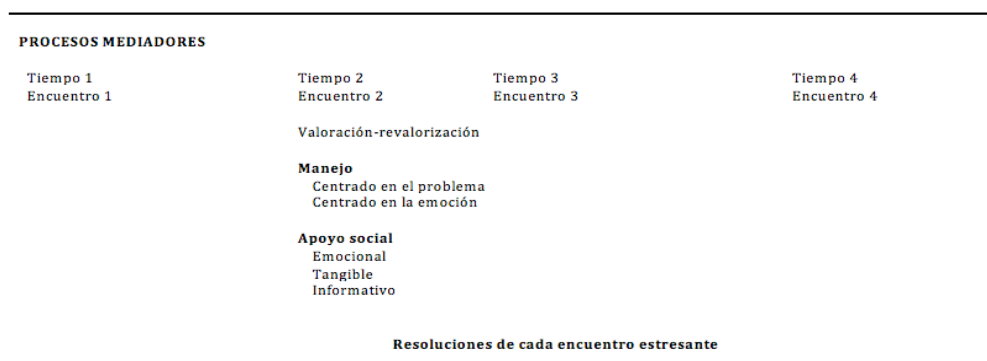 PROCESOS MEDIADORES
Tiempo 1 Tiempo 2 Tiempo 3 Tiempo 4
Encuentro 1 Encuentro 2 Encuentro 3 Encuentro 4
Valoración-revalorización
Manejo
Centrado en el problema
Centrado en la emoción
Apoyo social
Emocional
Tangible
Informativo
Resoluciones de cada encuentro estresante